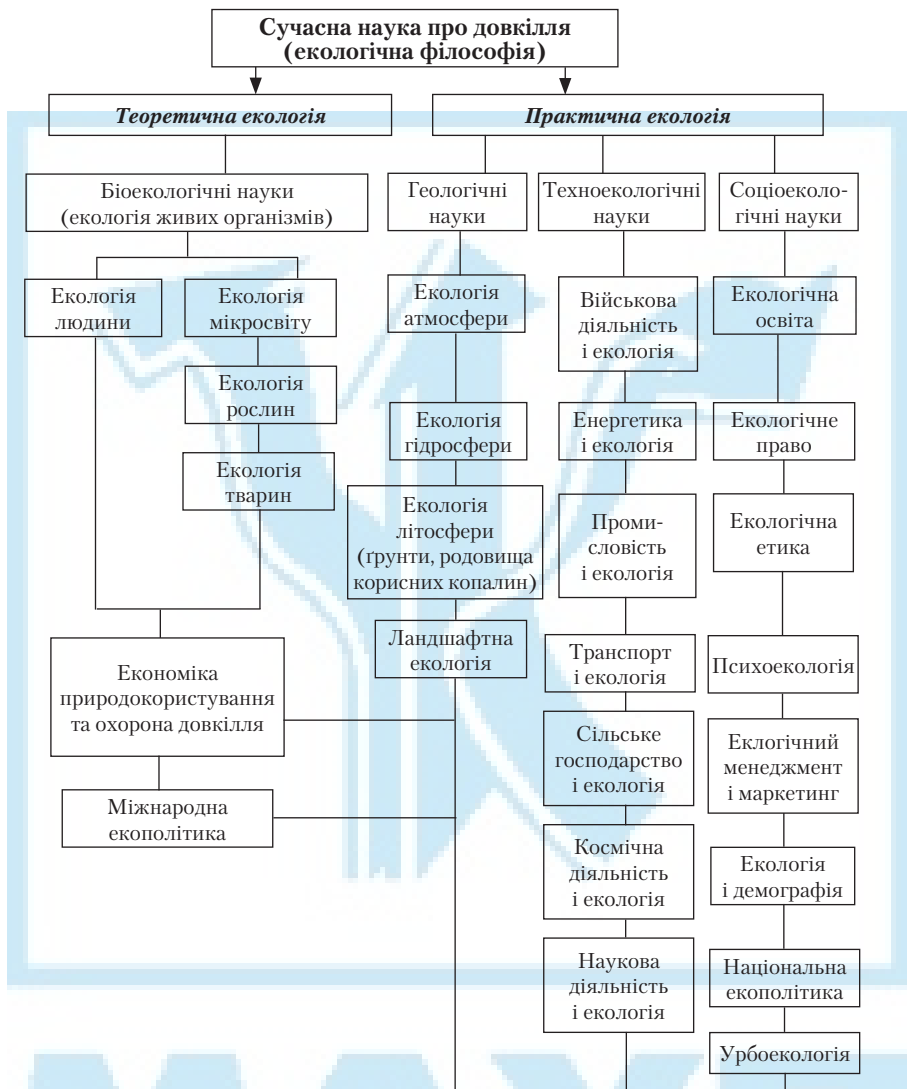 Сучасна наука про довкілля
(екологічна філософія)
Теоретична екологія
Практична екологія
Біоекологічні науки
(екологія живих організмів)
Геологічні
науки
Техноекологічні
науки
Соціоеколо-
гічні науки
Екологія
людини
Екологія
мікросвіту
Екологія
рослин
Екологія
тварин
Економіка
природокористування
та охорона довкілля
Міжнародна
екополітика
Екологія
атмосфери
Екологія
гідросфери
Екологія
літосфери
(ґрунти, родовища
корисних копалин)
Ландшафтна
екологія
Військова
діяльність
і екологія
Енергетика
і екологія
Проми-
словість
і екологія
Транспорт
і екологія
Сільське
господарство
і екологія
Космічна
діяльність
і екологія
Наукова
діяльність
і екологія
Екологічна
освіта
Екологічне
право
Екологічна
етика
Психоекологія
Еклогічний
менеджмент
і маркетинг
Екологія
і демографія
Національна
екополітика
Урбоекологія